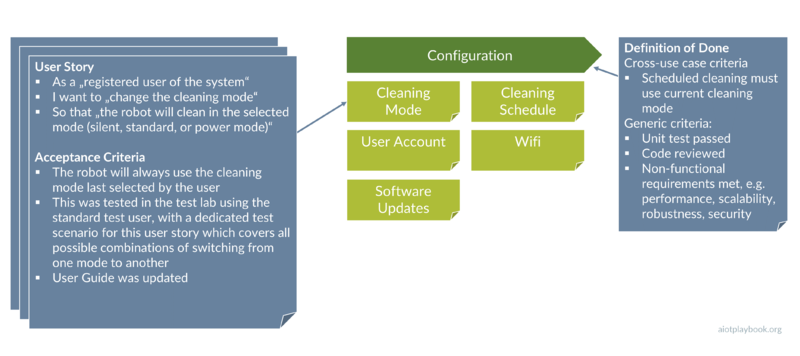 User Story
▪ As a „registered user of the system“
▪ I want to „change the cleaning mode“
▪ So that „the robot will clean in the selected
mode (silent, standard, or power mode)“
Acceptance Criteria
▪ The robot will always use the cleaning
mode last selected by the user
▪ This was tested in the test lab using the
standard test user, with a dedicated test
scenario for this user story which covers all
possible combinations of switching from
one mode to another
▪ User Guide was updated
Configuration
Cleaning
Mode
Cleaning
Schedule
User Account
Wifi
Software
Updates
Definition of Done
Cross-use case criteria
▪ Scheduled cleaning must
use current cleaning
mode
Generic criteria:
▪ Unit test passed
▪ Code reviewed
▪ Non-functional
requirements met, e.g.
performance, scalability,
robustness, security
aiotplaybook.org